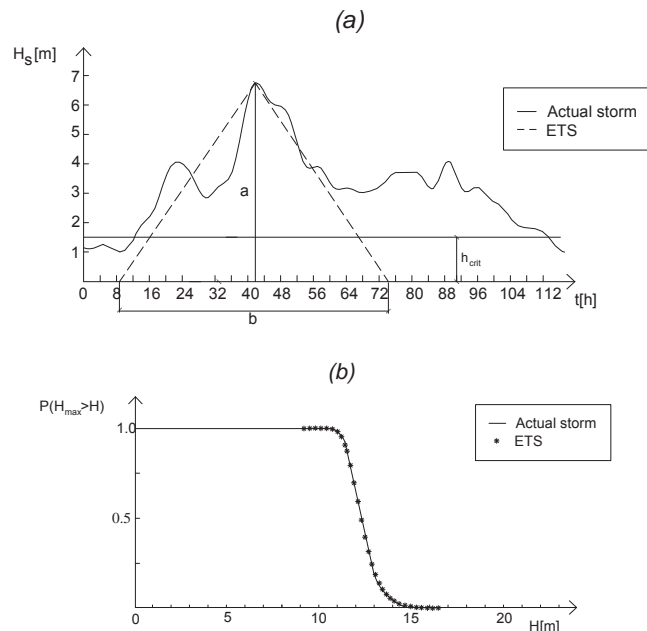 (a)
H_S[m]
7
6
5
4
3
2
1
a
h_crit
Actual storm
ETS
0 8 16 24 32 40 48 56 64 72 80 88 96 104 112 t[h]
b
(b)
P(H_max>H)
1.0
0.5
Actual storm
ETS
0 5 10 15 20
H[m]